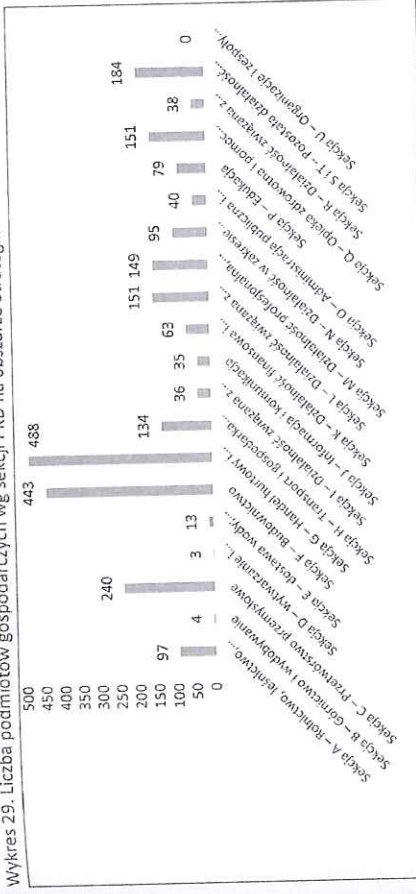 Wykres 29. Liczba podmiotów gospodarczych wg sekcji PKD na obszarze
500
450
400
350
300
250
200
150
100
50
0
97
4
240
3
13
443
488
134
36
35
63
151
149
95
40
79
151
38
184
0
Sekcja A – Rolnictwo, leśnictwo,...
Sekcja B – Górnictwo i wydobywanie
Sekcja C – Przetwórstwo przemysłowe
Sekcja D – wytwarzanie i...
Sekcja E – dostawa wody;...
Sekcja F – Budownictwo
Sekcja G – Handel hurtowy i...
Sekcja H – Transport i gospodarka...
Sekcja I – Działalność związana z...
Sekcja J – Informacja i komunikacja
Sekcja K – Działalność finansowa i...
Sekcja L – Działalność związana z...
Sekcja M – Działalność profesjonalna,...
Sekcja N – Działalność w zakresie...
Sekcja O – Administracja publiczna i...
Sekcja P – Edukacja
Sekcja Q – Opieka zdrowotna i pomoc...
Sekcja R – Działalność związana z...
Sekcja S i T – Pozostała działalność...
Sekcja U – Organizacje i zespoły...